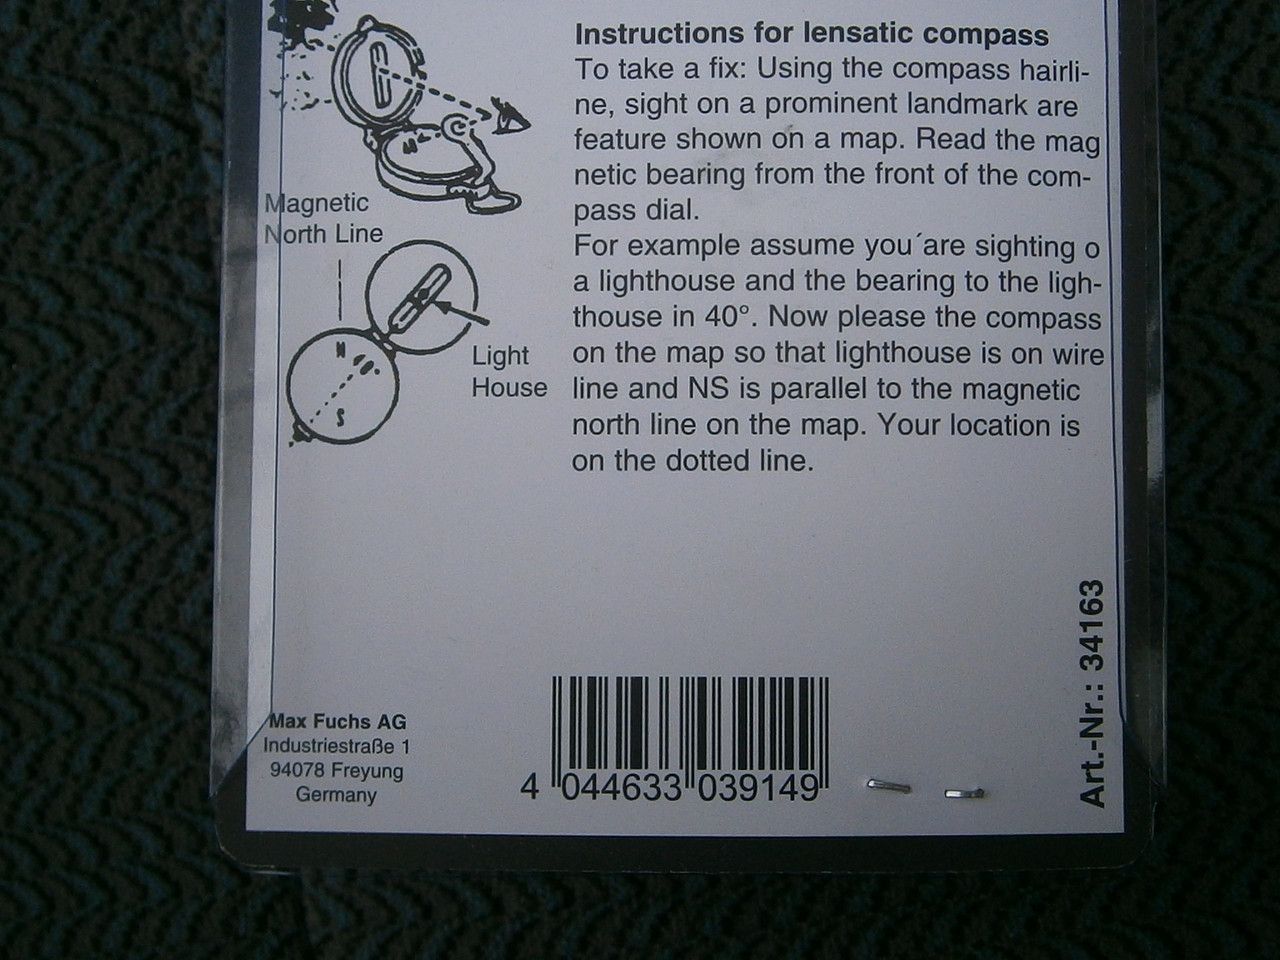 Instructions for lensatic compass
To take a fix: Using the compass hairli-
ne, sight on a prominent landmark are
feature shown on a map. Read the mag
netic bearing from the front of the com-
pass dial.
For example assume you´are sighting o
a lighthouse and the bearing to the ligh-
thouse in 40°. Now please the compass
on the map so that lighthouse is on wire
line and NS is parallel to the magnetic
north line on the map. Your location is
on the dotted line.
Magnetic
North Line
N
S
Light
House
Max Fuchs AG
Industriestraße 1
94078 Freyung
Germany
4 044633 039149
Art.-Nr.: 34163